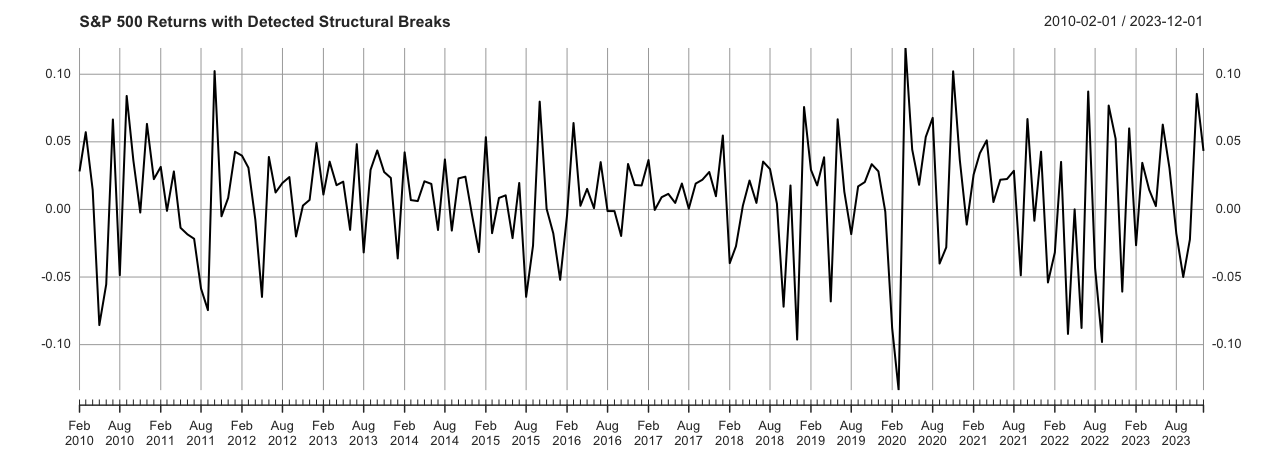 S&P 500 Returns with Detected Structural Breaks 2010-02-01 / 2023-12-01
0.10 0.10
0.05 0.05
0.00 0.00
-0.05 -0.05
-0.10 -0.10
Feb Aug Feb Aug Feb Aug Feb Aug Feb Aug Feb Aug Feb Aug Feb Aug Feb Aug Feb Aug Feb Aug Feb Aug Feb Aug Feb Aug
2010 2010 2011 2011 2012 2012 2013 2013 2014 2014 2015 2015 2016 2016 2017 2017 2018 2018 2019 2019 2020 2020 2021 2021 2022 2022 2023 2023